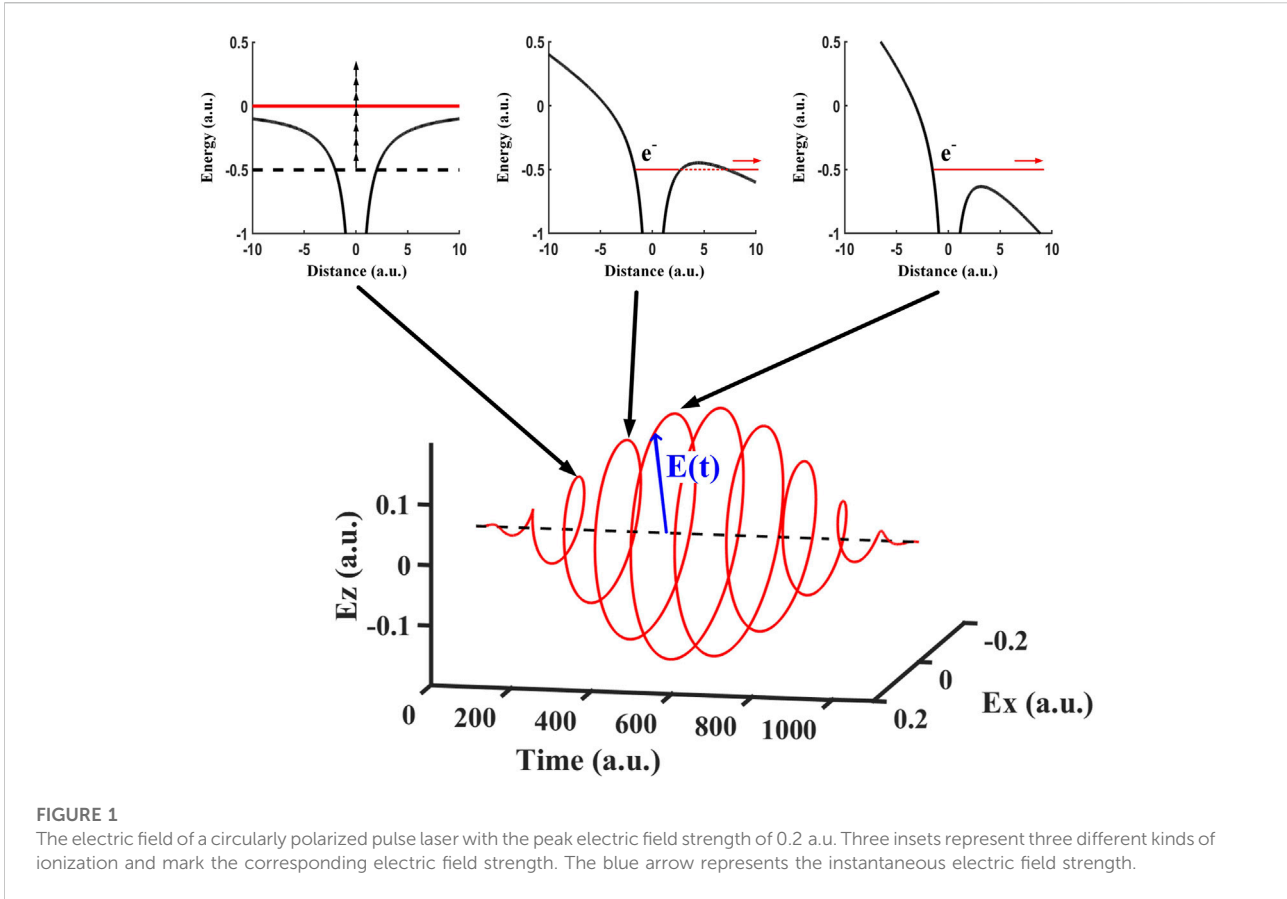 0.5
0
-0.5
-1
Energy (a.u.)
-10 -5 0 5 10
Distance (a.u.)
0.5
0
-0.5
-1
Energy (a.u.)
e-
-10 -5 0 5 10
Distance (a.u.)
0.5
0
-0.5
-1
Energy (a.u.)
e-
-10 -5 0 5 10
Distance (a.u.)
E(t)
0.1
0
-0.1
Ez (a.u.)
0 200 400 600 800 1000
Time (a.u.)
-0.2
0
0.2
Ex (a.u.)
FIGURE 1
The electric field of a circularly polarized pulse laser with the peak electric field strength of 0.2 a.u. Three insets represent three different kinds of
ionization and mark the corresponding electric field strength. The blue arrow represents the instantaneous electric field strength.